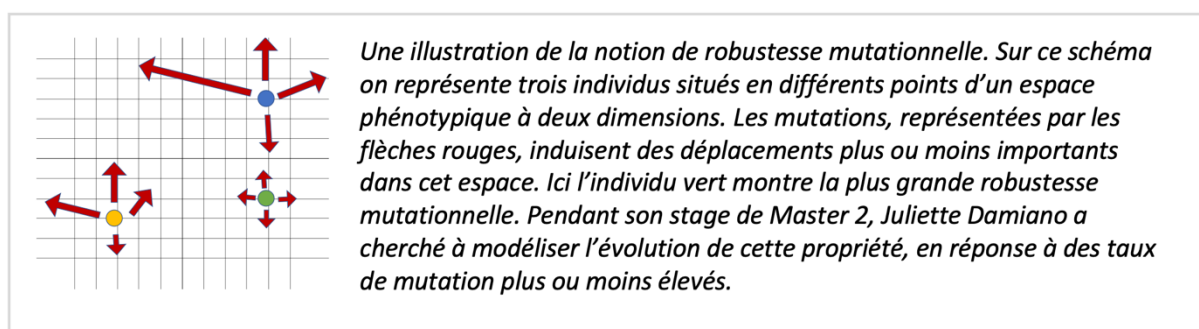 Une illustration de la notion de robustesse mutationnelle. Sur ce schéma
on représente trois individus situés en différents points d’un espace
phénotypique à deux dimensions. Les mutations, représentées par les
flèches rouges, induisent des déplacements plus ou moins importants
dans cet espace. Ici l’individu vert montre la plus grande robustesse
mutationnelle. Pendant son stage de Master 2, Juliette Damiano a
cherché à modéliser l’évolution de cette propriété, en réponse à des taux
de mutation plus ou moins élevés.